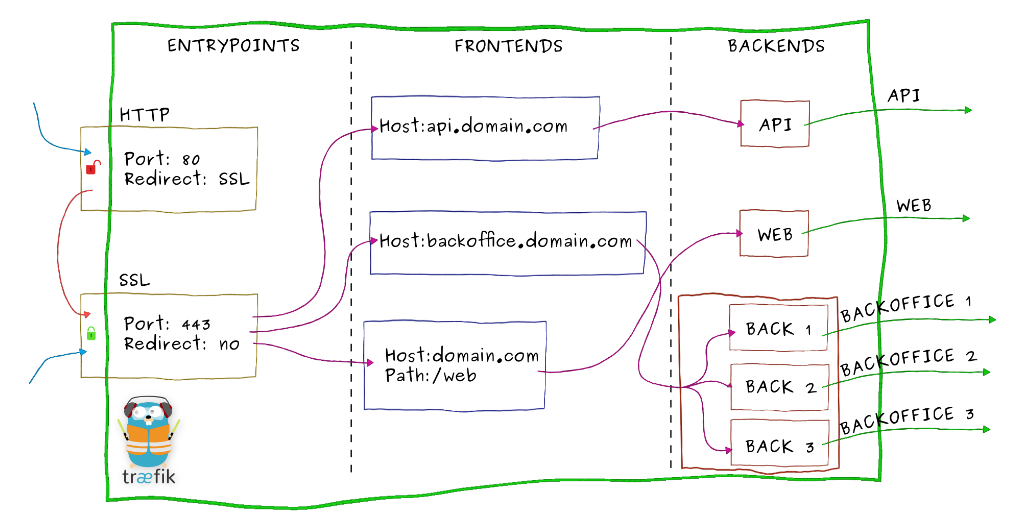 ENTRYPOINTS
FRONTENDS
BACKENDS
HTTP
Port: 80
Redirect: SSL
SSL
Port: 443
Redirect: no
træfik
Host:api.domain.com
Host:backoffice.domain.com
Host:domain.com
Path:/web
API
WEB
BACK 1
BACK 2
BACK 3
API
WEB
BACKOFFICE 1
BACKOFFICE 2
BACKOFFICE 3